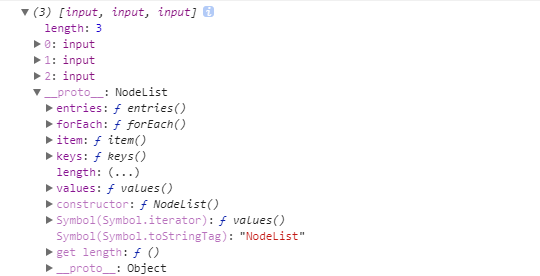 (3) [input, input, input] i
length: 3
0: input
1: input
2: input
__proto__: NodeList
entries: ƒ entries()
forEach: ƒ forEach()
item: ƒ item()
keys: ƒ keys()
length: (...)
values: ƒ values()
constructor: ƒ NodeList()
Symbol(Symbol.iterator): ƒ values()
Symbol(Symbol.toStringTag): "NodeList"
get length: ƒ ()
__proto__: Object